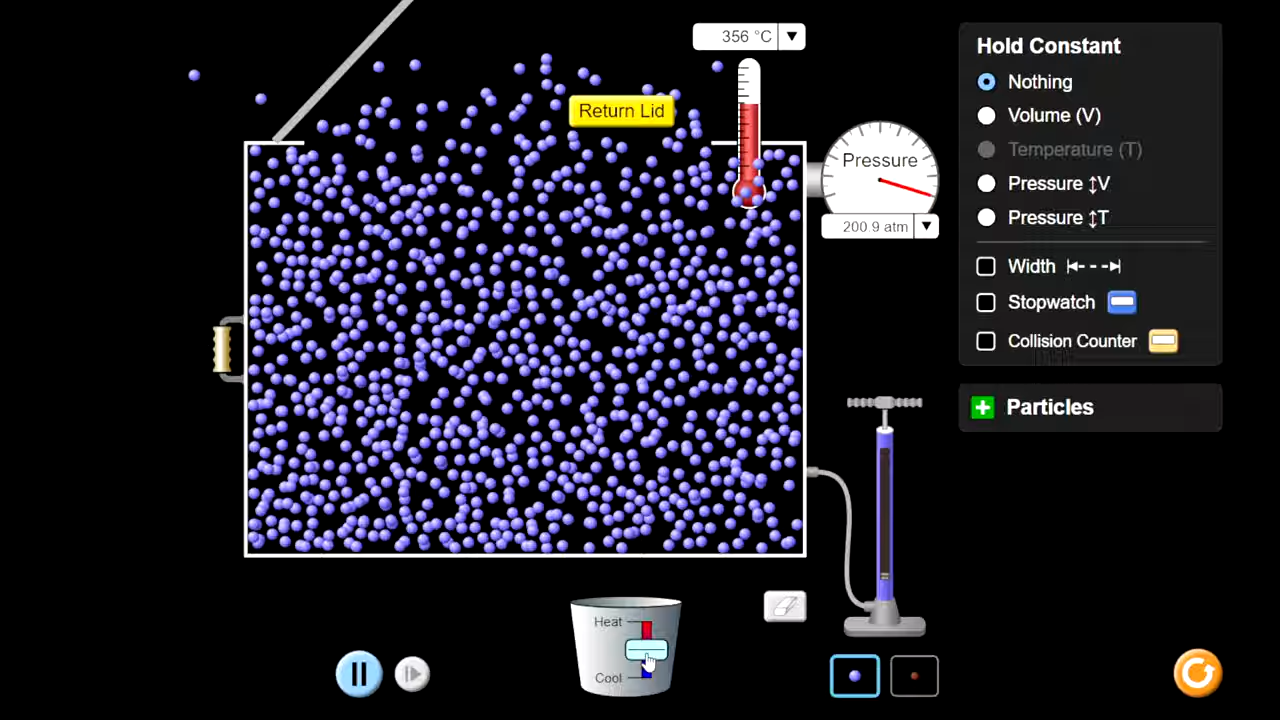 356 °C
Return Lid
Pressure
200.9 atm
Hold Constant
Nothing
Volume (V)
Temperature (T)
Pressure ↕V
Pressure ↕T
Width
Stopwatch
Collision Counter
Particles
Heat
Cool